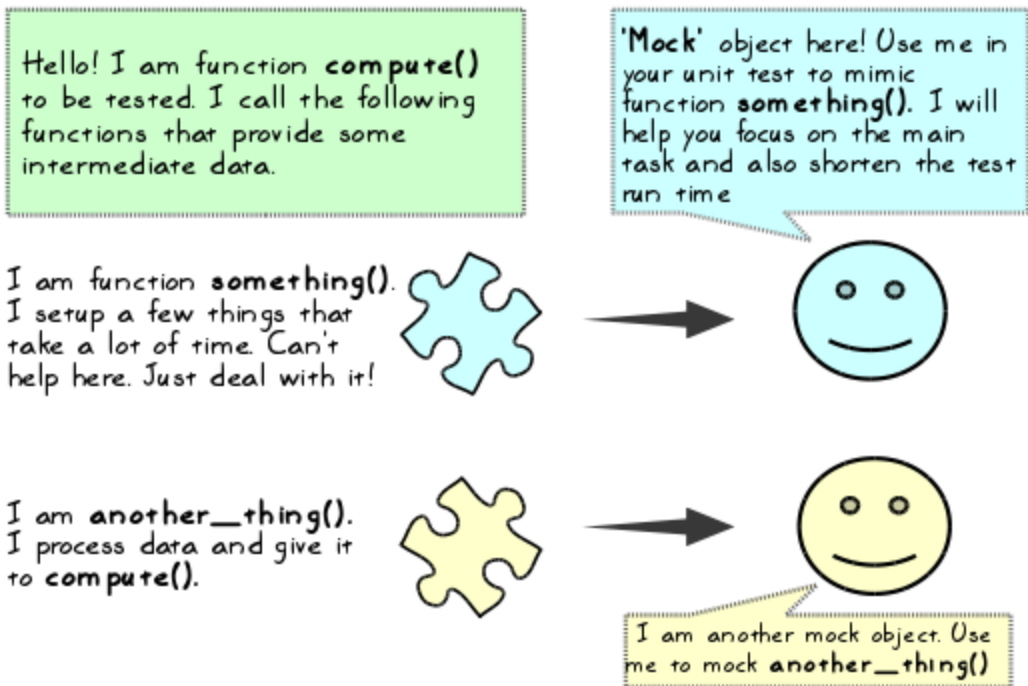 Hello! I am function compute()
to be tested. I call the following
functions that provide some
intermediate data.
'Mock' object here! Use me in
your unit test to mimic
function something(). I will
help you focus on the main
task and also shorten the test
run time
I am function something().
I setup a few things that
take a lot of time. Can't
help here. Just deal with it!
I am another_thing().
I process data and give it
to compute().
I am another mock object. Use
me to mock another_thing()